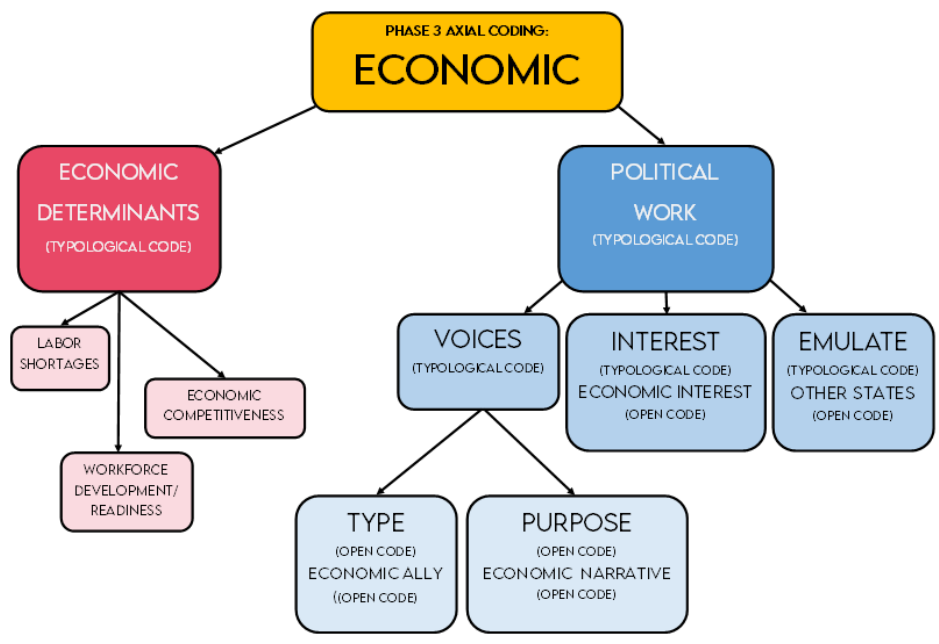 PHASE 3 AXIAL CODING:
ECONOMIC
ECONOMIC
DETERMINANTS
(TYPOLOGICAL CODE)
POLITICAL
WORK
(TYPOLOGICAL CODE)
LABOR
SHORTAGES
ECONOMIC
COMPETITIVENESS
WORKFORCE
DEVELOPMENT/
READINESS
VOICES
(TYPOLOGICAL CODE)
INTEREST
(TYPOLOGICAL CODE)
ECONOMIC INTEREST
(OPEN CODE)
EMULATE
(TYPOLOGICAL CODE)
OTHER STATES
(OPEN CODE)
TYPE
(OPEN CODE)
ECONOMIC ALLY
((OPEN CODE)
PURPOSE
(OPEN CODE)
ECONOMIC NARRATIVE
(OPEN CODE)